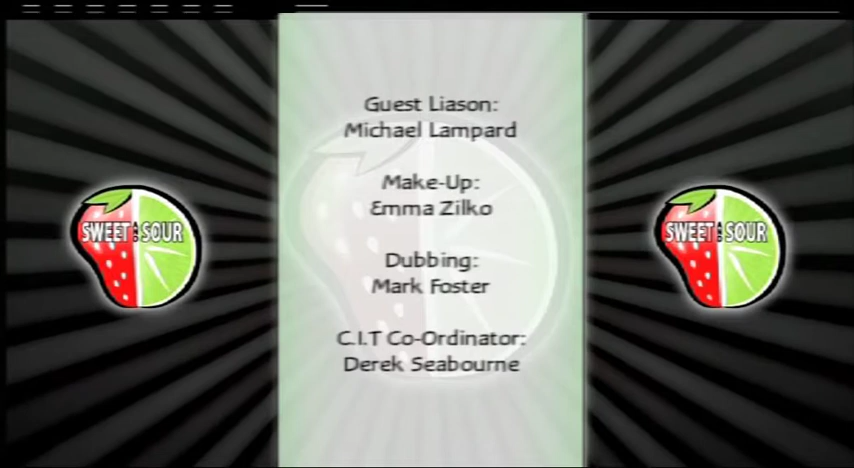 Guest Liason:
Michael Lampard
Make-Up:
Emma Zilko
Dubbing:
Mark Foster
C.I.T Co-Ordinator:
Derek Seabourne
SWEET & SOUR
SWEET & SOUR